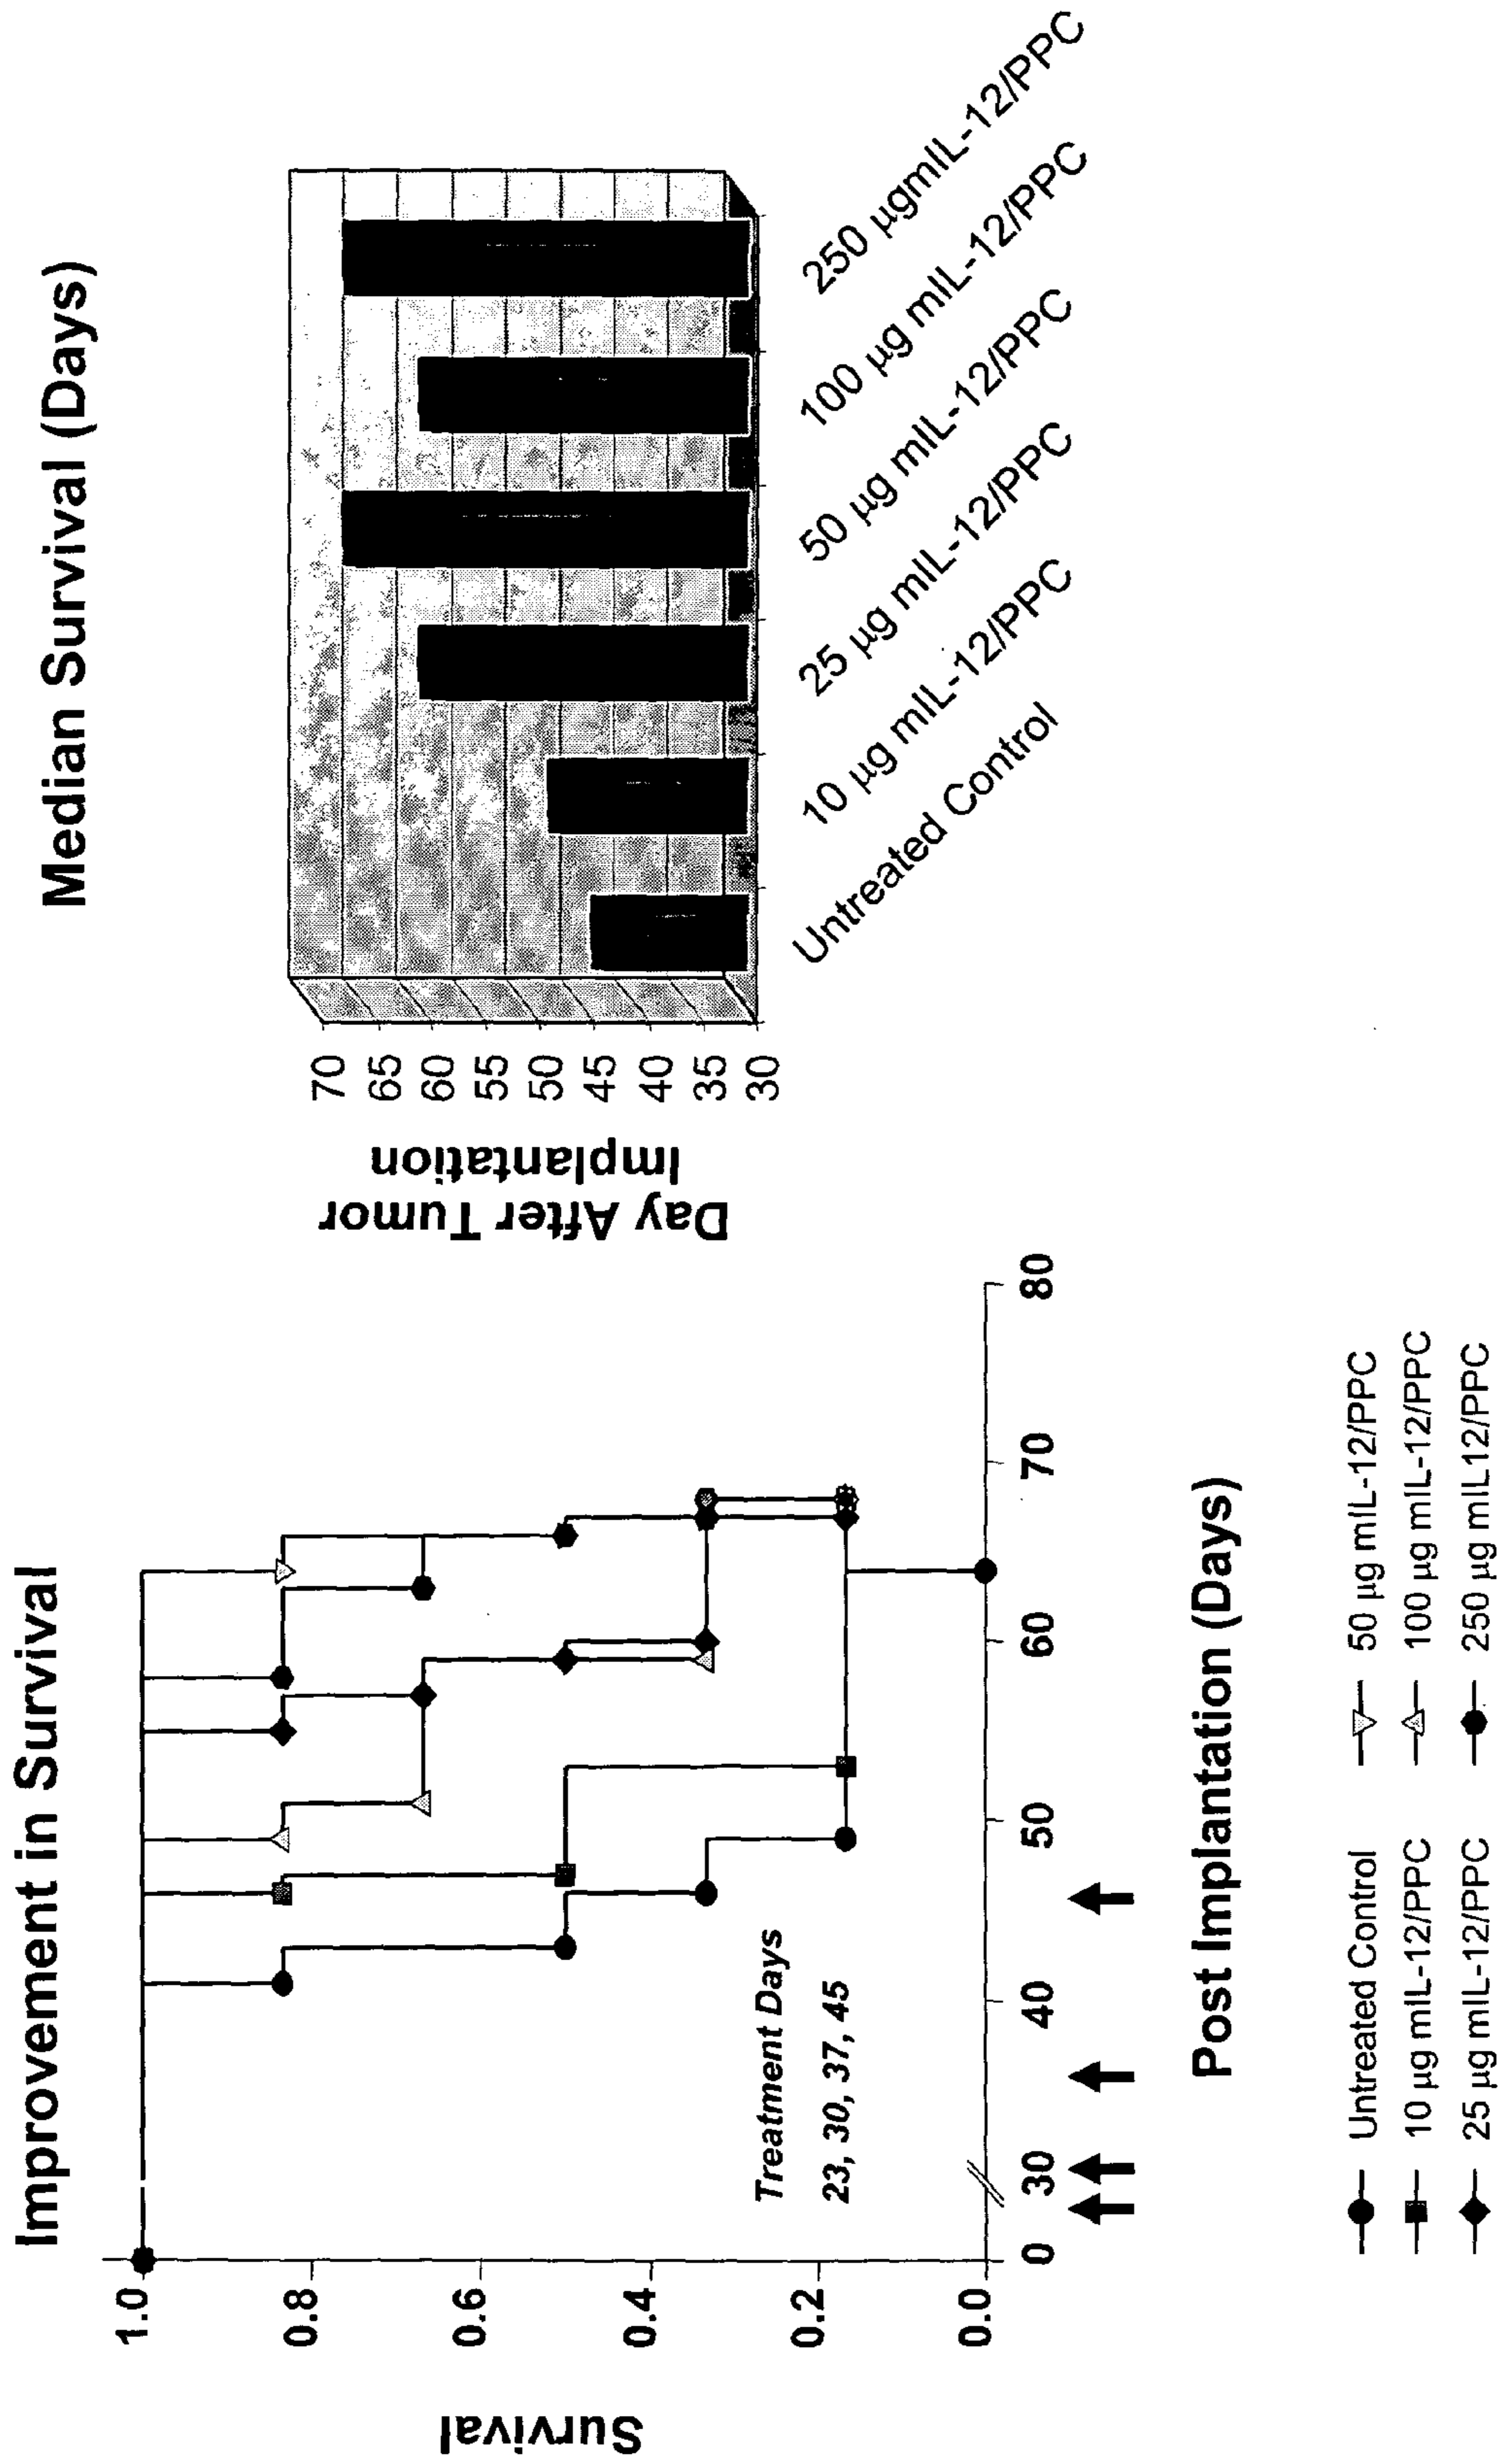 Improvement in Survival
Survival
1.0
0.8
0.6
0.4
0.2
0.0
Treatment Days
23, 30, 37, 45
0 30 40 50 60 70 80
Post Implantation (Days)
Untreated Control
10 µg mIL-12/PPC
25 µg mIL-12/PPC
50 µg mIL-12/PPC
100 µg mIL-12/PPC
250 µg mIL12/PPC
Median Survival (Days)
Day After Tumor
Implantation
70
65
60
55
50
45
40
35
30
Untreated Control
10 µg mIL-12/PPC
25 µg mIL-12/PPC
50 µg mIL-12/PPC
100 µg mIL-12/PPC
250 µgmIL-12/PPC